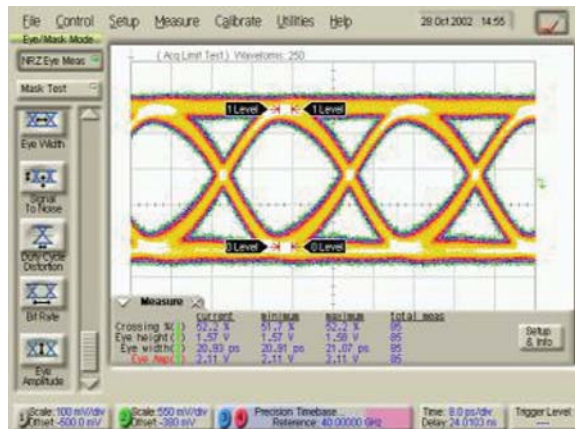 File Control Setup Measure Calibrate Utilities Help 28 Oct 2002 14:55
Eye/Mask Mode
NRZ Eye Meas
(Acq Limit Test) Waveforms: 250
Mask Test
1 Level 1 Level
Eye Width
Signal
To Noise
0 Level 0 Level
Duty Cycle
Distortion
Bit Rate
Measure
current minimum maximum total meas
Crossing %( ) 52.2 % 51.7 % 52.2 % 85
Eye height( ) 1.57 V 1.57 V 1.58 V 85
Eye width( ) 20.93 ps 20.91 ps 21.07 ps 85
Eye Amp( ) 2.11 V 2.11 V 2.11 V 85
Setup
& Info
Eye
Amplitude
1 Scale: 100 mV/div 2 Scale: 550 mV/div 3 4 Precision Timebase... Time: 8.0 ps/div Trigger Level
Offset: -500.0 mV Offset: -380 mV Reference: 40.00000 GHz Delay: 24.0103 ns